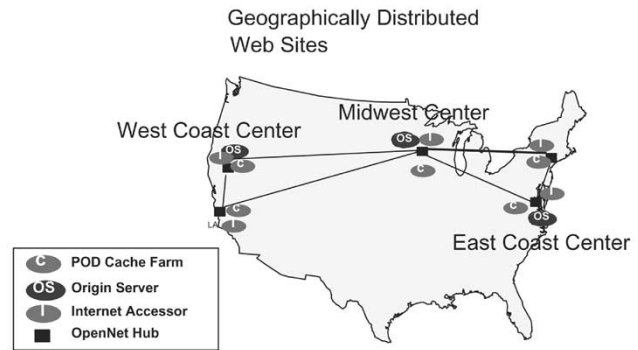 Geographically Distributed
Web Sites
Midwest Center
West Coast Center
OS
I
OS
I
C
C
I
C
I
C
OS
C
LA
I
East Coast Center
C POD Cache Farm
OS Origin Server
I Internet Accessor
OpenNet Hub